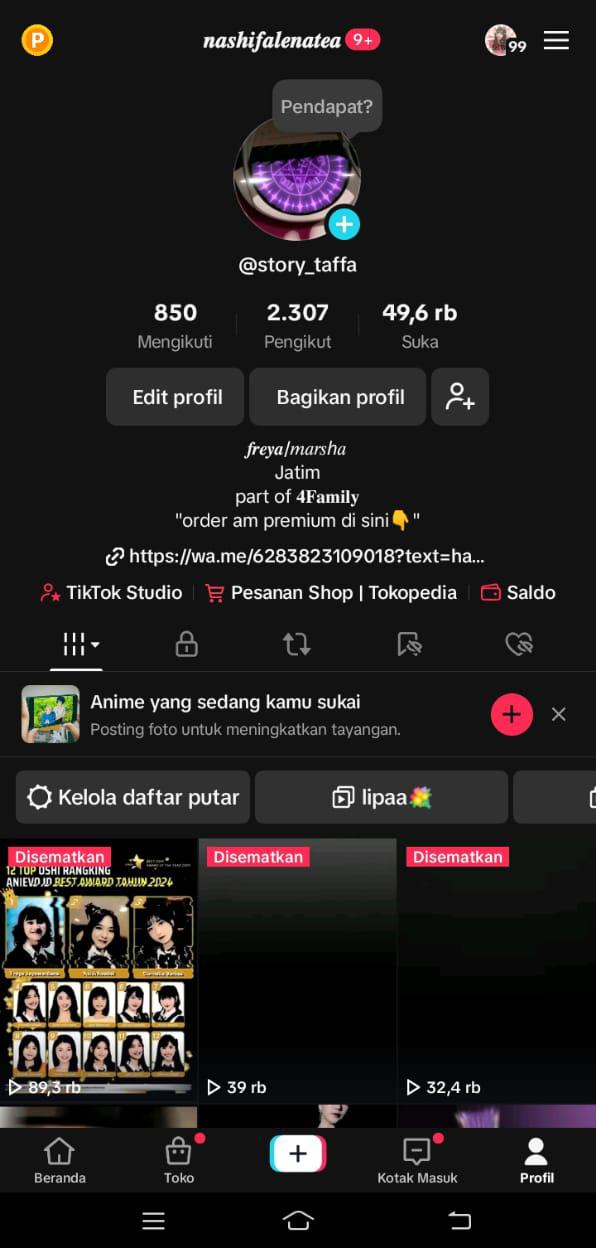 P
nashifalenatea 9+
99
Pendapat?
@story_taffa
850 2.307 49,6 rb
Mengikuti Pengikut Suka
Edit profil Bagikan profil
freya/marsha
Jatim
part of 4Family
"order am premium di sini👇"
https://wa.me/6283823109018?text=ha...
TikTok Studio Pesanan Shop | Tokopedia Saldo
Anime yang sedang kamu sukai
Posting foto untuk meningkatkan tayangan.
Kelola daftar putar lipaa💐
Disematkan Disematkan Disematkan
12 TOP OSHI RANGKING
ANIEVO.ID BEST AWARD TAHUN 2024
89,3 rb 39 rb 32,4 rb
Beranda Toko Kotak Masuk Profil